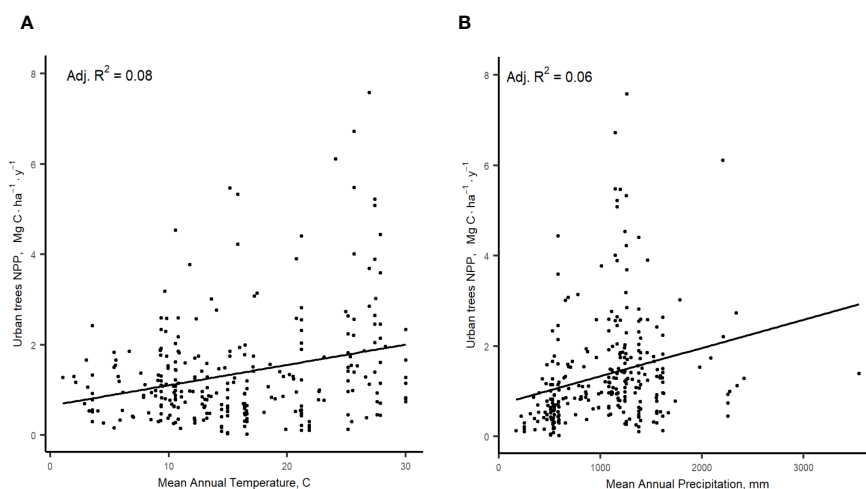 A
Adj. R² = 0.08
Urban trees NPP, Mg C · ha⁻¹ · y⁻¹
8
6
4
2
0
0 10 20 30
Mean Annual Temperature, C
B
Adj. R² = 0.06
Urban trees NPP, Mg C · ha⁻¹ · y⁻¹
8
6
4
2
0
0 1000 2000 3000
Mean Annual Precipitation, mm